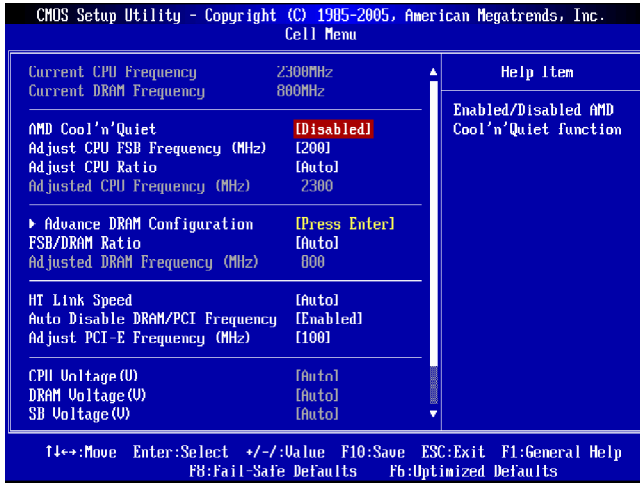 CMOS Setup Utility - Copyright (C) 1985-2005, American Megatrends, Inc.
Cell Menu
Current CPU Frequency 2300MHz
Current DRAM Frequency 800MHz
AMD Cool'n'Quiet [Disabled]
Adjust CPU FSB Frequency (MHz) [200]
Adjust CPU Ratio [Auto]
Adjusted CPU Frequency (MHz) 2300
▸ Advance DRAM Configuration [Press Enter]
FSB/DRAM Ratio [Auto]
Adjusted DRAM Frequency (MHz) 800
HT Link Speed [Auto]
Auto Disable DRAM/PCI Frequency [Enabled]
Adjust PCI-E Frequency (MHz) [100]
CPU Voltage(V) [Auto]
DRAM Voltage(V) [Auto]
SB Voltage(V) [Auto]
Help Item
Enabled/Disabled AMD
Cool'n'Quiet function
↑↓←→:Move Enter:Select +/-/:Value F10:Save ESC:Exit F1:General Help
F8:Fail-Safe Defaults F6:Optimized Defaults